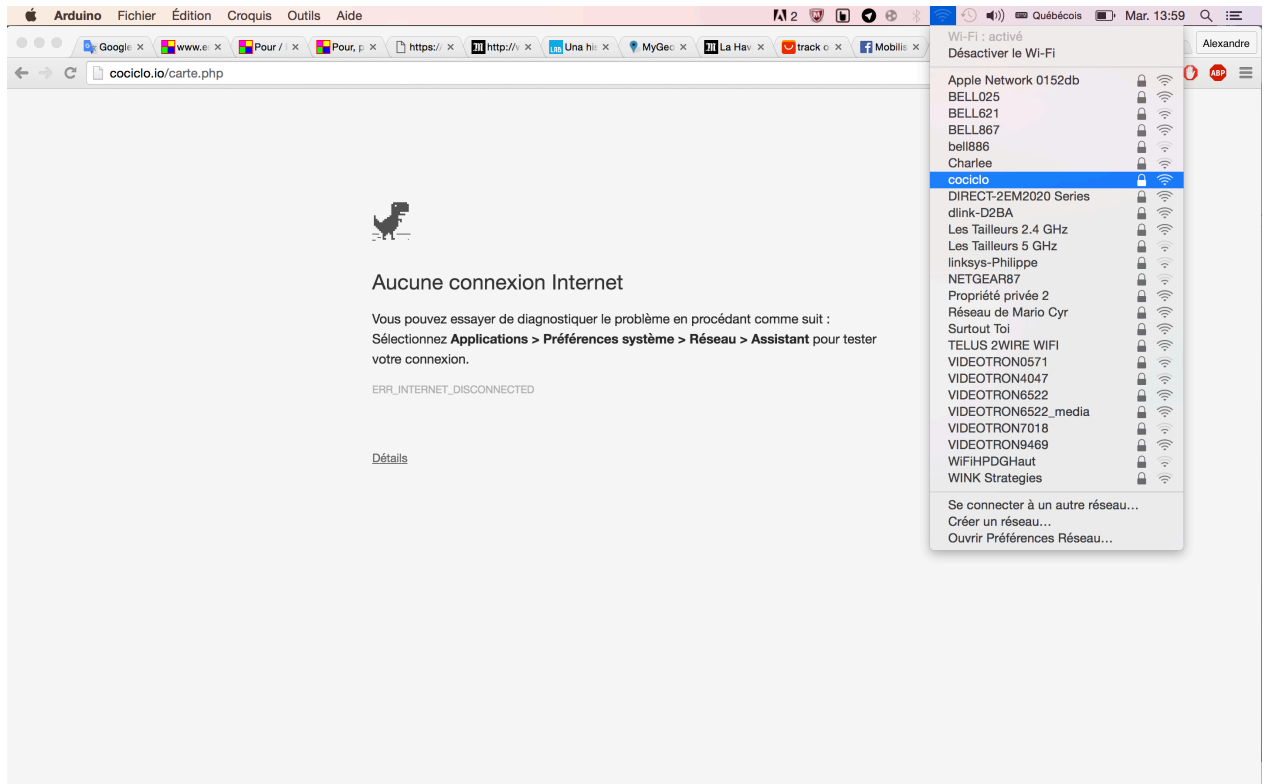 Arduino Fichier Édition Croquis Outils Aide 2 Québécois Mar. 13:59
Google www.e: Pour / Pour, p https:/ http://v Una his MyGeo La Hav track o Mobilis Alexandre
cociclo.io/carte.php ABP
Aucune connexion Internet
Vous pouvez essayer de diagnostiquer le problème en procédant comme suit :
Sélectionnez Applications > Préférences système > Réseau > Assistant pour tester
votre connexion.
ERR_INTERNET_DISCONNECTED
Détails
Wi-Fi : activé
Désactiver le Wi-Fi
Apple Network 0152db
BELL025
BELL621
BELL867
bell886
Charlee
cociclo
DIRECT-2EM2020 Series
dlink-D2BA
Les Tailleurs 2.4 GHz
Les Tailleurs 5 GHz
linksys-Philippe
NETGEAR87
Propriété privée 2
Réseau de Mario Cyr
Surtout Toi
TELUS 2WIRE WIFI
VIDEOTRON0571
VIDEOTRON4047
VIDEOTRON6522
VIDEOTRON6522_media
VIDEOTRON7018
VIDEOTRON9469
WiFiHPDGHaut
WINK Strategies
Se connecter à un autre réseau...
Créer un réseau...
Ouvrir Préférences Réseau...